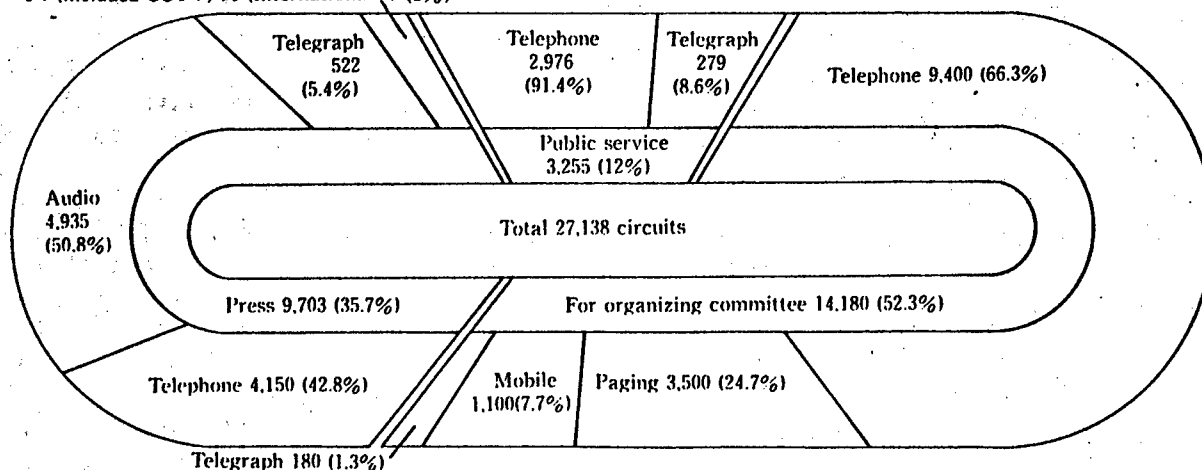 Telegraph
522
(5.4%)
Telephone
2,976
(91.4%)
Telegraph
279
(8.6%)
Telephone 9,400 (66.3%)
Public service
3,255 (12%)
Audio
4,935
(50.8%)
Total 27,138 circuits
Press 9,703 (35.7%)
For organizing committee 14,180 (52.3%)
Telephone 4,150 (42.8%)
Mobile
1,100(7.7%)
Paging 3,500 (24.7%)
Telegraph 180 (1.3%)